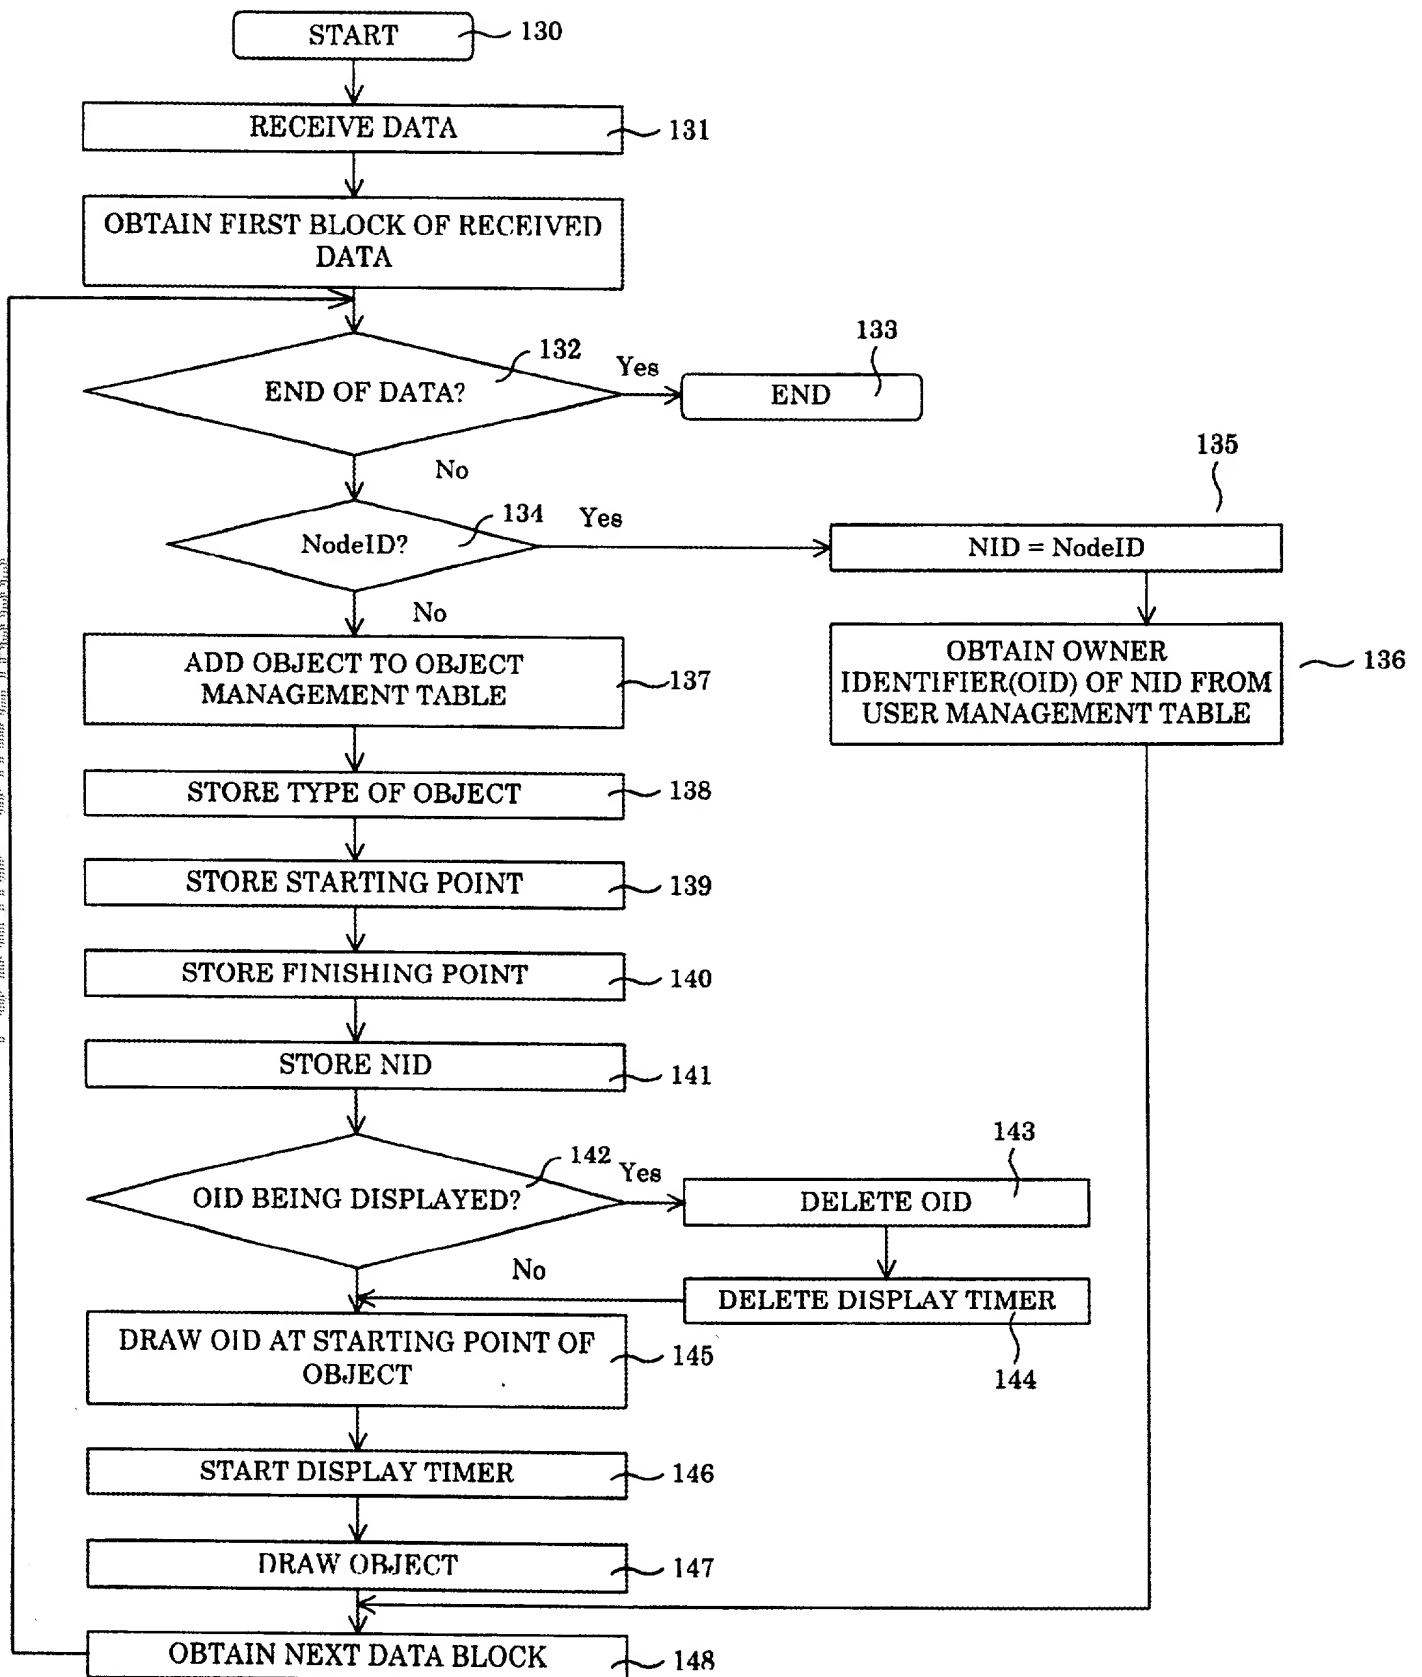 START
130
RECEIVE DATA
131
OBTAIN FIRST BLOCK OF RECEIVED
DATA
END OF DATA?
132
Yes
133
END
No
NodeID?
134
Yes
135
NID = NodeID
OBTAIN OWNER
IDENTIFIER(OID) OF NID FROM
USER MANAGEMENT TABLE
136
No
ADD OBJECT TO OBJECT
MANAGEMENT TABLE
137
STORE TYPE OF OBJECT
138
STORE STARTING POINT
139
STORE FINISHING POINT
140
STORE NID
141
OID BEING DISPLAYED?
142
Yes
143
DELETE OID
No
DELETE DISPLAY TIMER
144
DRAW OID AT STARTING POINT OF
OBJECT
145
START DISPLAY TIMER
146
DRAW OBJECT
147
OBTAIN NEXT DATA BLOCK
148